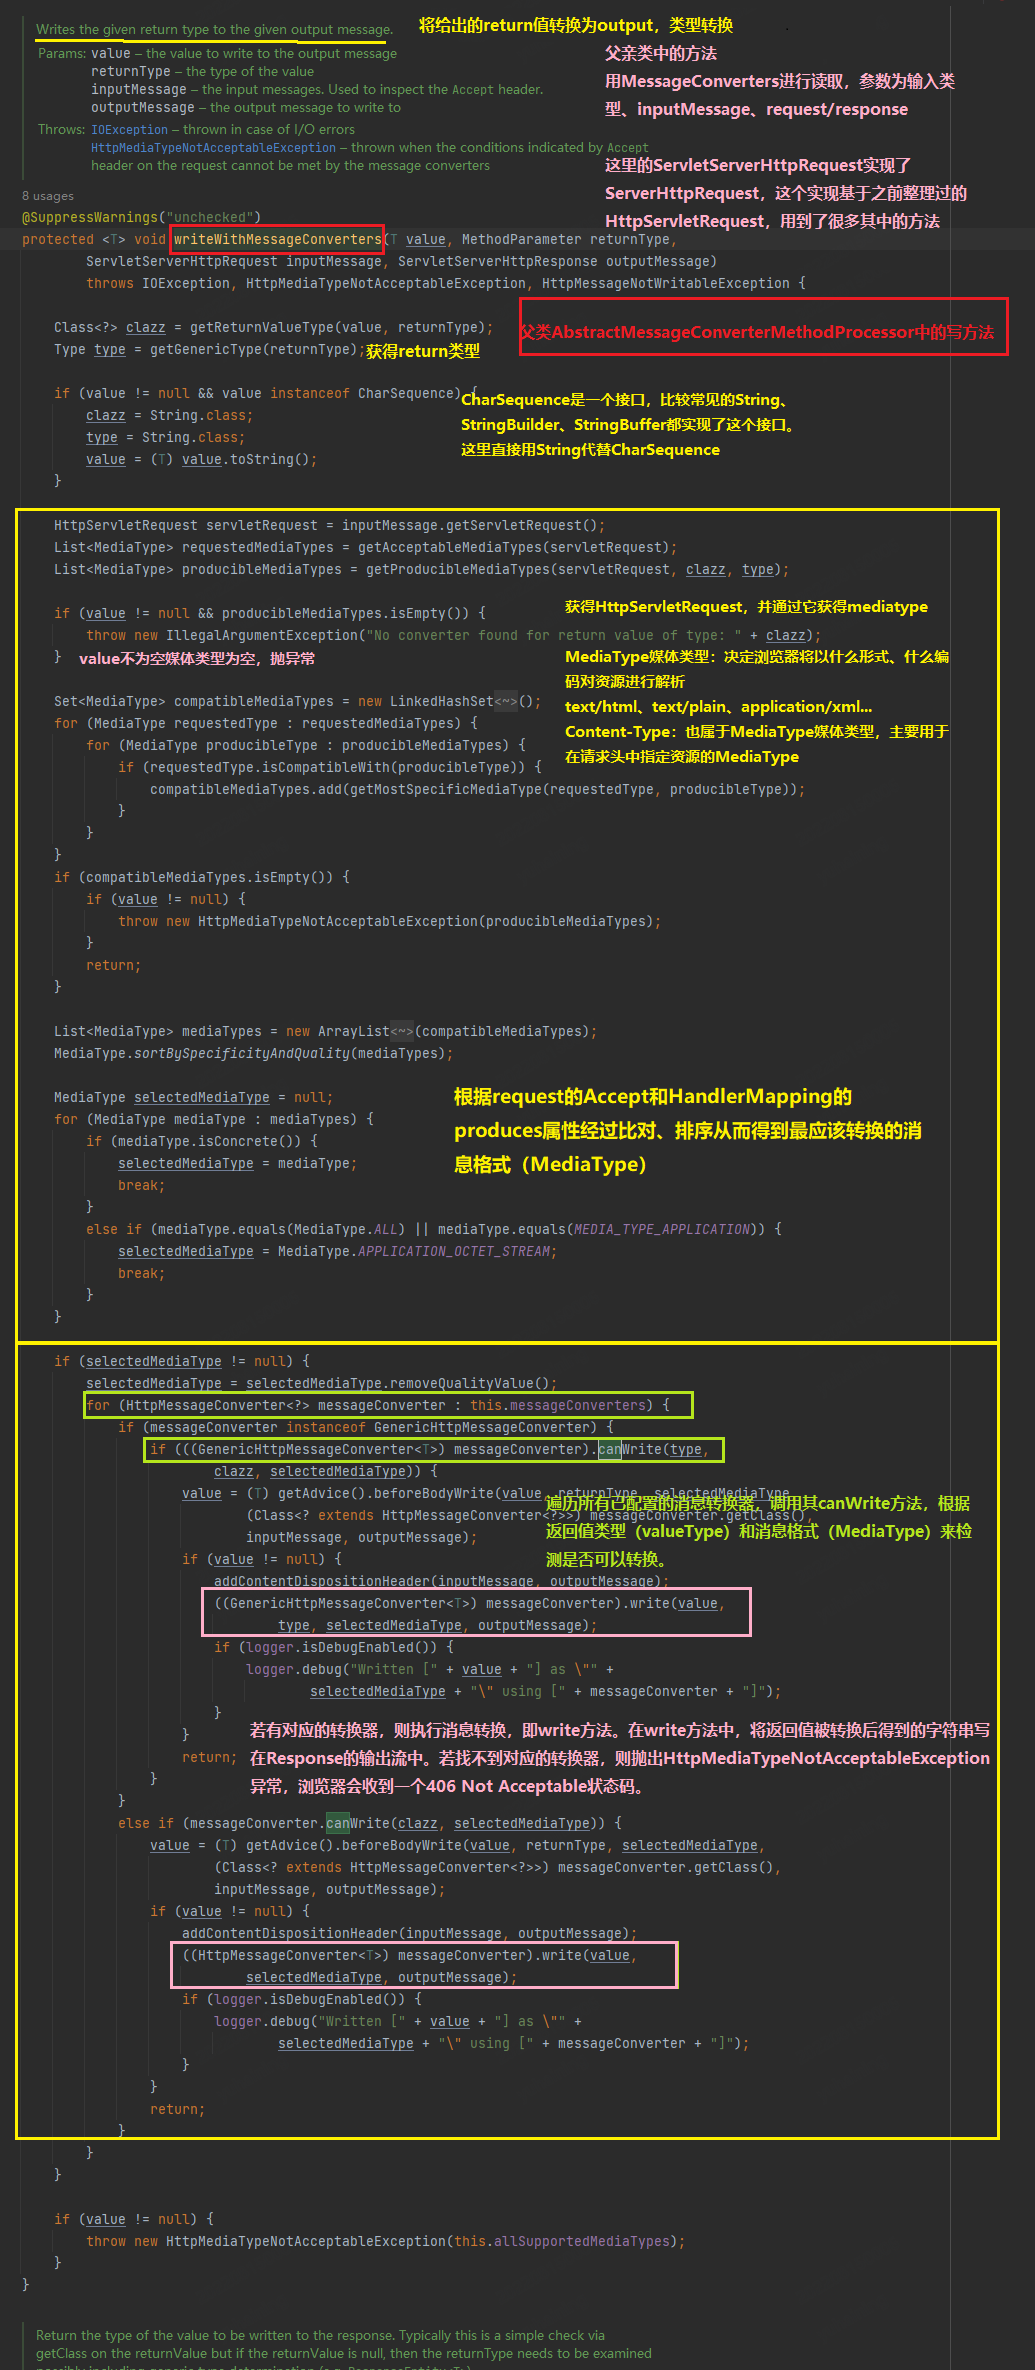 Writes the given return type to the given output message.
将给出的return值转换为output，类型转换
Params: value – the value to write to the output message
父亲类中的方法
returnType – the type of the value
用MessageConverters进行读取，参数为输入类
inputMessage – the input messages. Used to inspect the Accept header.
型、inputMessage、request/response
outputMessage – the output message to write to
Throws: IOException – thrown in case of I/O errors
HttpMediaTypeNotAcceptableException – thrown when the conditions indicated by Accept
header on the request cannot be met by the message converters
这里的ServletServerHttpRequest实现了
ServerHttpRequest，这个实现基于之前整理过的
HttpServletRequest，用到了很多其中的方法
8 usages
@SuppressWarnings("unchecked")
protected <T> void writeWithMessageConverters(T value, MethodParameter returnType,
ServletServerHttpRequest inputMessage, ServletServerHttpResponse outputMessage)
throws IOException, HttpMediaTypeNotAcceptableException, HttpMessageNotWritableException {
Class<?> clazz = getReturnValueType(value, returnType);
父类AbstractMessageConverterMethodProcessor中的写方法
Type type = getGenericType(returnType);获得return类型
if (value != null && value instanceof CharSequence) {
CharSequence是一个接口，比较常见的String、
clazz = String.class;
StringBuilder、StringBuffer都实现了这个接口。
type = String.class;
这里直接用String代替CharSequence
value = (T) value.toString();
}
HttpServletRequest servletRequest = inputMessage.getServletRequest();
List<MediaType> requestedMediaTypes = getAcceptableMediaTypes(servletRequest);
List<MediaType> producibleMediaTypes = getProducibleMediaTypes(servletRequest, clazz, type);
获得HttpServletRequest，并通过它获得mediatype
if (value != null && producibleMediaTypes.isEmpty()) {
throw new IllegalArgumentException("No converter found for return value of type: " + clazz);
} value不为空媒体类型为空，抛异常
MediaType媒体类型：决定浏览器将以什么形式、什么编
码对资源进行解析
Set<MediaType> compatibleMediaTypes = new LinkedHashSet<~>();
text/html、text/plain、application/xml...
for (MediaType requestedType : requestedMediaTypes) {
Content-Type：也属于MediaType媒体类型，主要用于
for (MediaType producibleType : producibleMediaTypes) {
在请求头中指定资源的MediaType
if (requestedType.isCompatibleWith(producibleType)) {
compatibleMediaTypes.add(getMostSpecificMediaType(requestedType, producibleType));
}
}
}
if (compatibleMediaTypes.isEmpty()) {
if (value != null) {
throw new HttpMediaTypeNotAcceptableException(producibleMediaTypes);
}
return;
}
List<MediaType> mediaTypes = new ArrayList<~>(compatibleMediaTypes);
MediaType.sortBySpecificityAndQuality(mediaTypes);
MediaType selectedMediaType = null;
根据request的Accept和HandlerMapping的
for (MediaType mediaType : mediaTypes) {
produces属性经过比对、排序从而得到最应该转换的消
if (mediaType.isConcrete()) {
息格式（MediaType）
selectedMediaType = mediaType;
break;
}
else if (mediaType.equals(MediaType.ALL) || mediaType.equals(MEDIA_TYPE_APPLICATION)) {
selectedMediaType = MediaType.APPLICATION_OCTET_STREAM;
break;
}
}
if (selectedMediaType != null) {
selectedMediaType = selectedMediaType.removeQualityValue();
for (HttpMessageConverter<?> messageConverter : this.messageConverters) {
if (messageConverter instanceof GenericHttpMessageConverter) {
if (((GenericHttpMessageConverter<T>) messageConverter).canWrite(type,
clazz, selectedMediaType)) {
value = (T) getAdvice().beforeBodyWrite(value, returnType, selectedMediaType,
遍历所有已配置的消息转换器，调用其canWrite方法，根据
(Class<? extends HttpMessageConverter<?>>) messageConverter.getClass(),
返回值类型（valueType）和消息格式（MediaType）来检
inputMessage, outputMessage);
测是否可以转换。
if (value != null) {
addContentDispositionHeader(inputMessage, outputMessage);
((GenericHttpMessageConverter<T>) messageConverter).write(value,
type, selectedMediaType, outputMessage);
if (logger.isDebugEnabled()) {
logger.debug("Written [" + value + "] as \"" +
selectedMediaType + "\" using [" + messageConverter + "]");
}
若有对应的转换器，则执行消息转换，即write方法。在write方法中，将返回值被转换后得到的字符串写
}
在Response的输出流中。若找不到对应的转换器，则抛出HttpMediaTypeNotAcceptableException
return;
异常，浏览器会收到一个406 Not Acceptable状态码。
}
}
else if (messageConverter.canWrite(clazz, selectedMediaType)) {
value = (T) getAdvice().beforeBodyWrite(value, returnType, selectedMediaType,
(Class<? extends HttpMessageConverter<?>>) messageConverter.getClass(),
inputMessage, outputMessage);
if (value != null) {
addContentDispositionHeader(inputMessage, outputMessage);
((HttpMessageConverter<T>) messageConverter).write(value,
selectedMediaType, outputMessage);
if (logger.isDebugEnabled()) {
logger.debug("Written [" + value + "] as \"" +
selectedMediaType + "\" using [" + messageConverter + "]");
}
}
return;
}
}
}
if (value != null) {
throw new HttpMediaTypeNotAcceptableException(this.allSupportedMediaTypes);
}
}
Return the type of the value to be written to the response. Typically this is a simple check via
getClass on the returnValue but if the returnValue is null, then the returnType needs to be examined